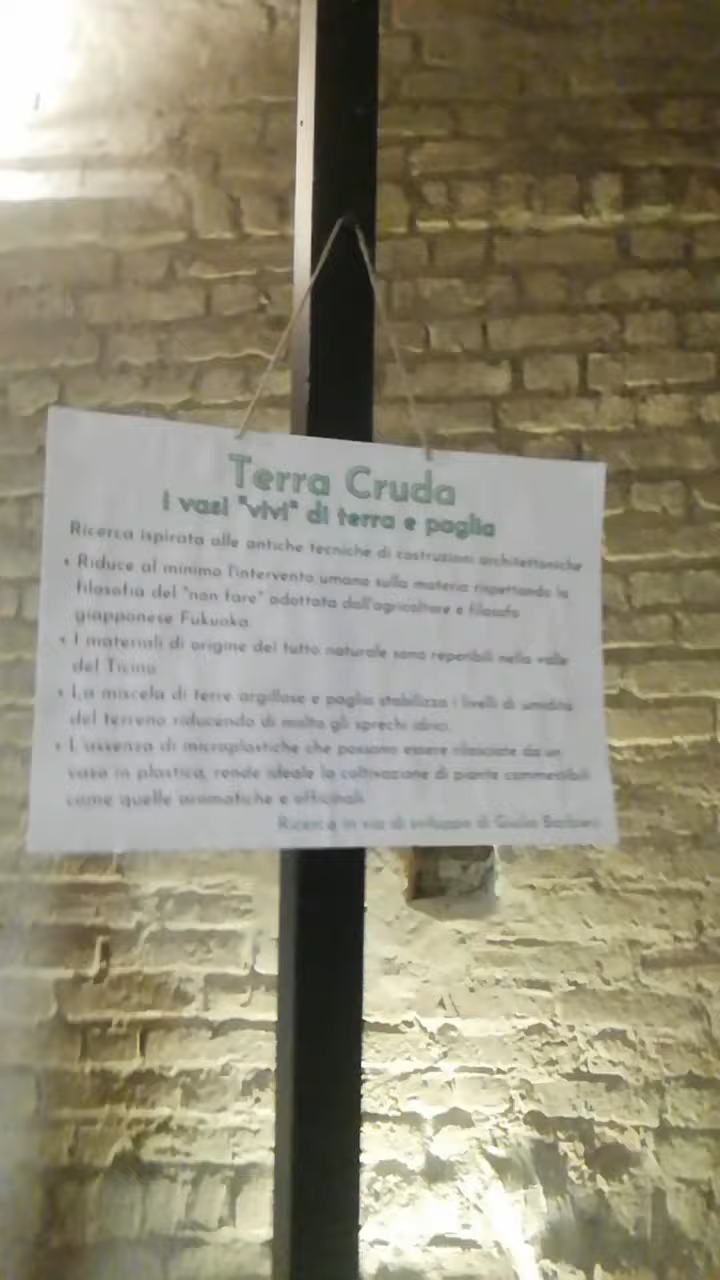 Terra Cruda
I vasi "vivi" di terra e paglia
Ricerca ispirata alle antiche tecniche di costruzioni architettoniche
• Riduce al minimo l'intervento umano sulla materia rispettando la
filosofia del "non fare" adottata dall'agricoltore e filosofo
giapponese Fukuoka
• I materiali di origine del tutto naturale sono reperibili nella valle
del Ticino
• La miscela di terre argillose e paglia stabilizza i livelli di umidità
del terreno riducendo di molto gli sprechi idrici.
• L'assenza di microplastiche che possono essere rilasciate da un
vaso in plastica, rende ideale la coltivazione di piante commestibili
come quelle aromatiche e officinali
Ricerca in via di sviluppo di Giulia